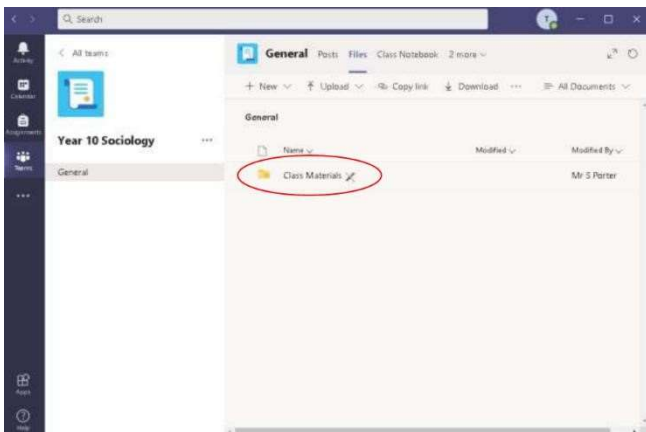 Search
T
Activity
Calendar
Assignments
Teams
Apps
Help
All teams
Year 10 Sociology
General
General Posts Files Class Notebook 2 more
+ New Upload Copy link Download ... All Documents
General
Name Modified Modified By
Class Materials Mr S Porter